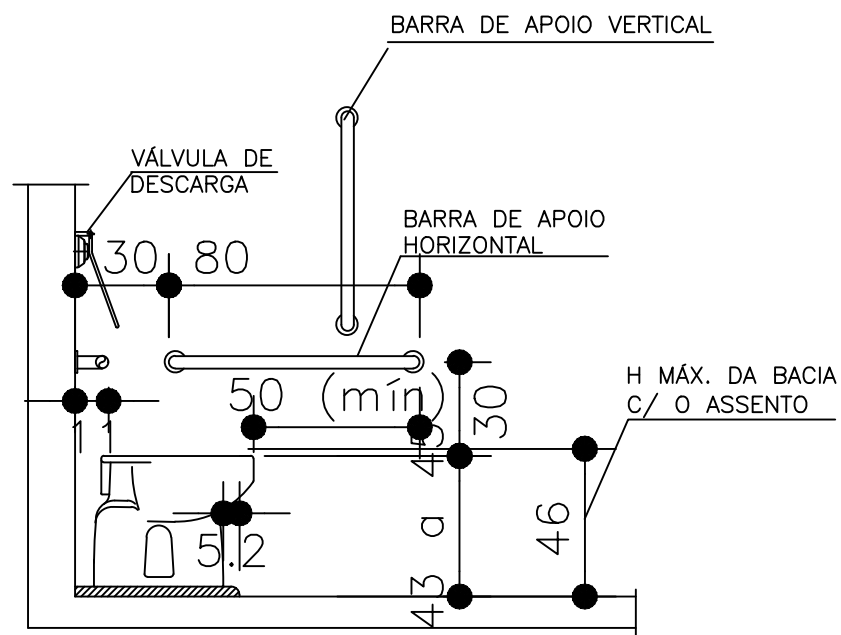 BARRA DE APOIO VERTICAL
VÁLVULA DE
DESCARGA
BARRA DE APOIO
HORIZONTAL
30
80
50 (mín)
30
H MÁX. DA BACIA
C/ O ASSENTO
11
43 a 45
46
5.2